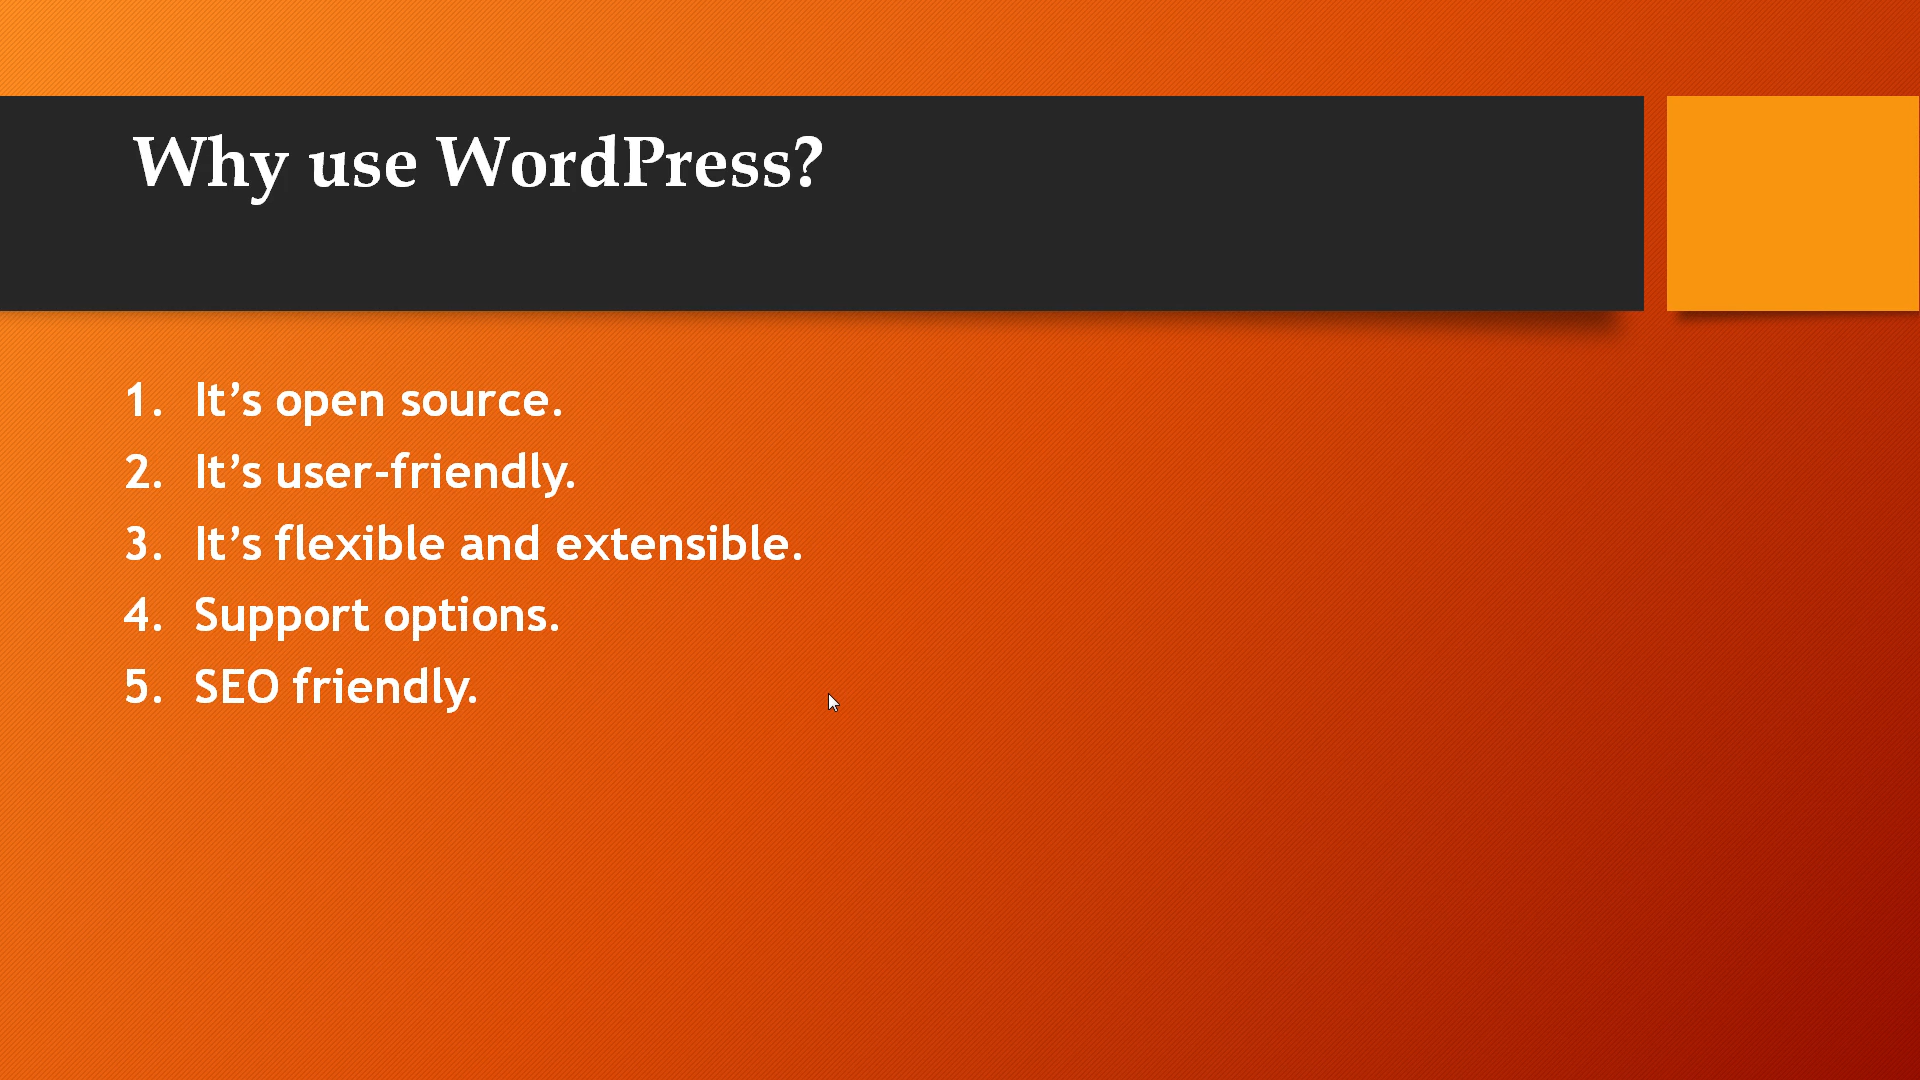 Why use WordPress?
1. It’s open source.
2. It’s user-friendly.
3. It’s flexible and extensible.
4. Support options.
5. SEO friendly.